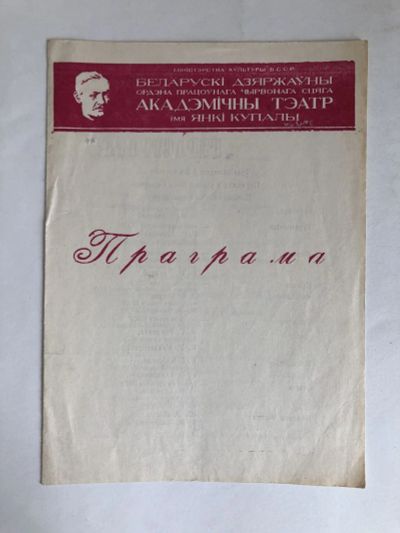 МІНІСТЭРСТВА КУЛЬТУРЫ Б.С.С.Р.
БЕЛАРУСКІ ДЗЯРЖАЎНЫ
ОРДЭНА ПРАЦОЎНАГА ЧЫРВОНАГА СЦЯГА
АКАДЭМІЧНЫ ТЭАТР
імя ЯНКІ КУПАЛЫ
Праграма